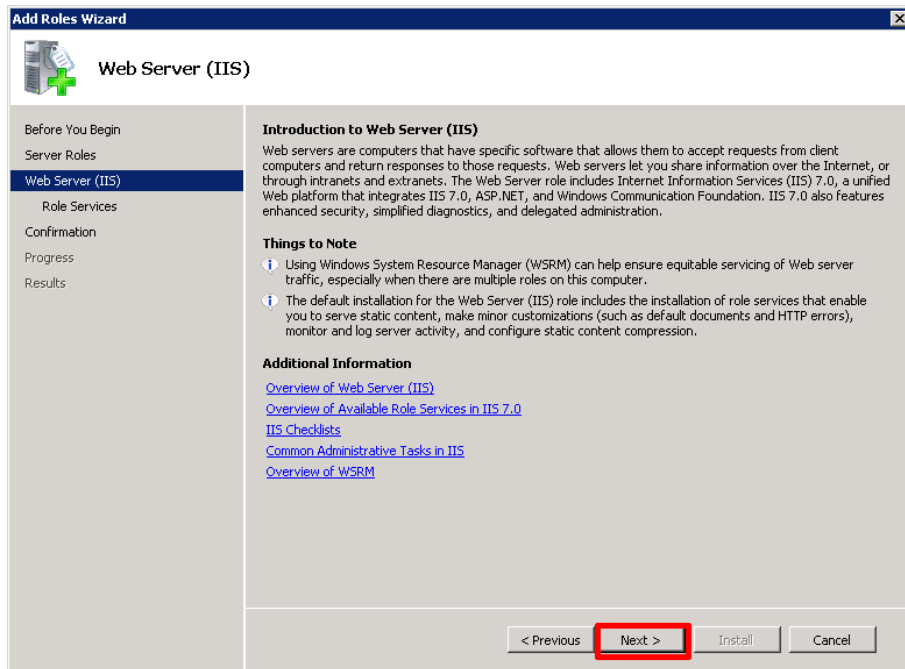 Add Roles Wizard
Web Server (IIS)
Before You Begin
Server Roles
Web Server (IIS)
Role Services
Confirmation
Progress
Results
Introduction to Web Server (IIS)
Web servers are computers that have specific software that allows them to accept requests from client
computers and return responses to those requests. Web servers let you share information over the Internet, or
through intranets and extranets. The Web Server role includes Internet Information Services (IIS) 7.0, a unified
Web platform that integrates IIS 7.0, ASP.NET, and Windows Communication Foundation. IIS 7.0 also features
enhanced security, simplified diagnostics, and delegated administration.
Things to Note
Using Windows System Resource Manager (WSRM) can help ensure equitable servicing of Web server
traffic, especially when there are multiple roles on this computer.
The default installation for the Web Server (IIS) role includes the installation of role services that enable
you to serve static content, make minor customizations (such as default documents and HTTP errors),
monitor and log server activity, and configure static content compression.
Additional Information
Overview of Web Server (IIS)
Overview of Available Role Services in IIS 7.0
IIS Checklists
Common Administrative Tasks in IIS
Overview of WSRM
< Previous Next > Install Cancel